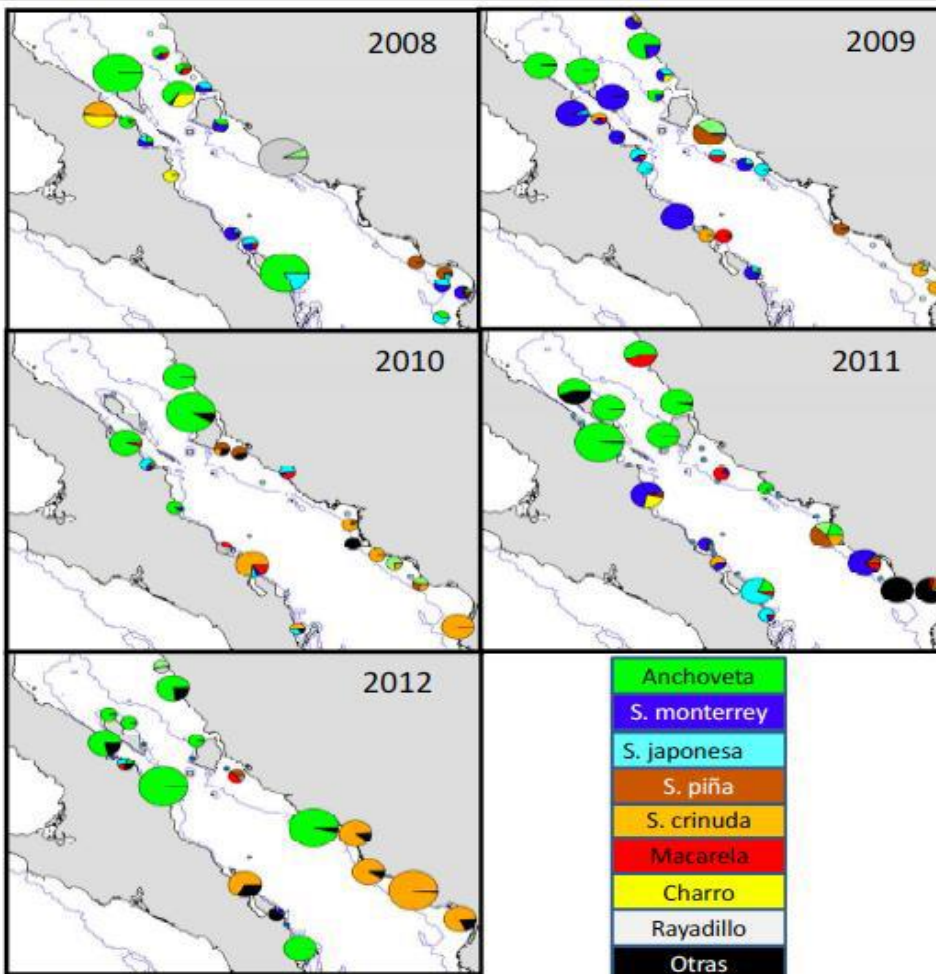 2008
2009
2010
2011
2012
Anchoveta
S. monterrey
S. japonesa
S. piña
S. crinuda
Macarela
Charro
Rayadillo
Otras